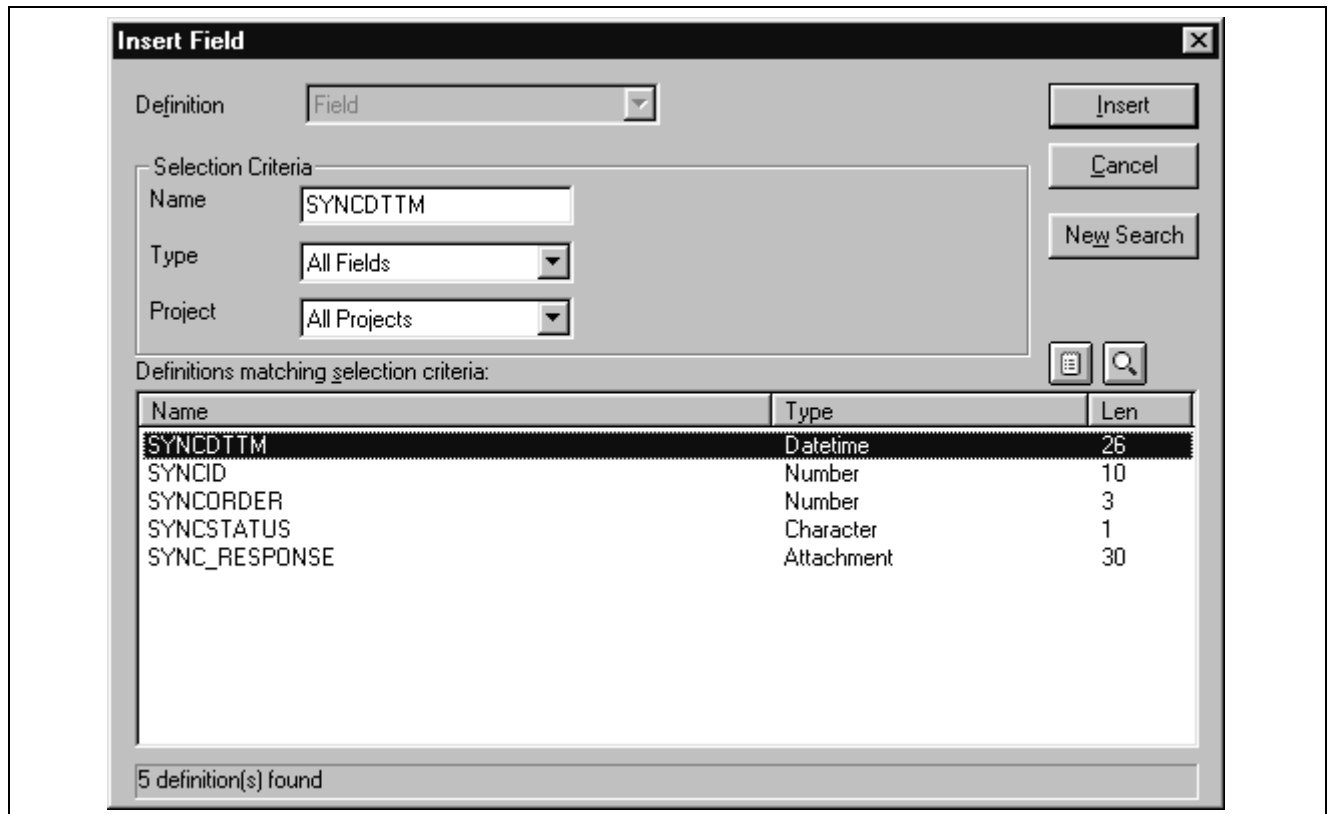 Insert Field
Definition Field Insert
Selection Criteria Cancel
Name SYNCDTTM
New Search
Type All Fields
Project All Projects
Definitions matching selection criteria:
Name Type Len
SYNCDTTM Datetime 26
SYNCID Number 10
SYNCORDER Number 3
SYNCSTATUS Character 1
SYNC_RESPONSE Attachment 30
5 definition(s) found